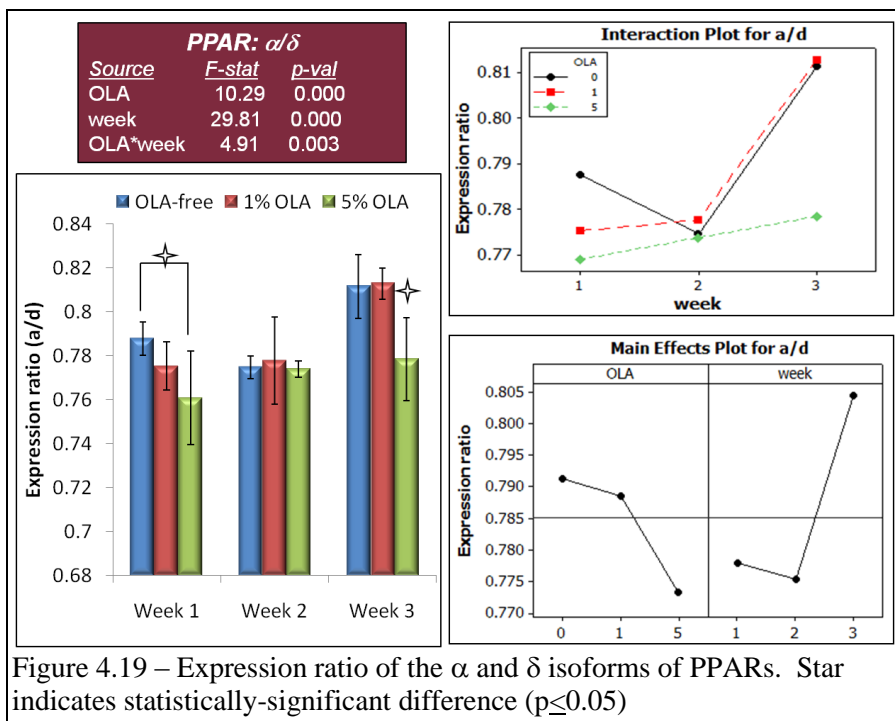 PPAR: α/δ
Source F-stat p-val
OLA 10.29 0.000
week 29.81 0.000
OLA*week 4.91 0.003
OLA-free 1% OLA 5% OLA
Expression ratio (a/d)
0.84
0.82
0.8
0.78
0.76
0.74
0.72
0.7
0.68
Week 1 Week 2 Week 3
Interaction Plot for a/d
OLA
0
1
5
Expression ratio
0.81
0.80
0.79
0.78
0.77
1 2 3
week
Main Effects Plot for a/d
OLA week
Expression ratio
0.805
0.800
0.795
0.790
0.785
0.780
0.775
0.770
0 1 5 1 2 3
Figure 4.19 – Expression ratio of the α and δ isoforms of PPARs. Star
indicates statistically-significant difference (p≤0.05)